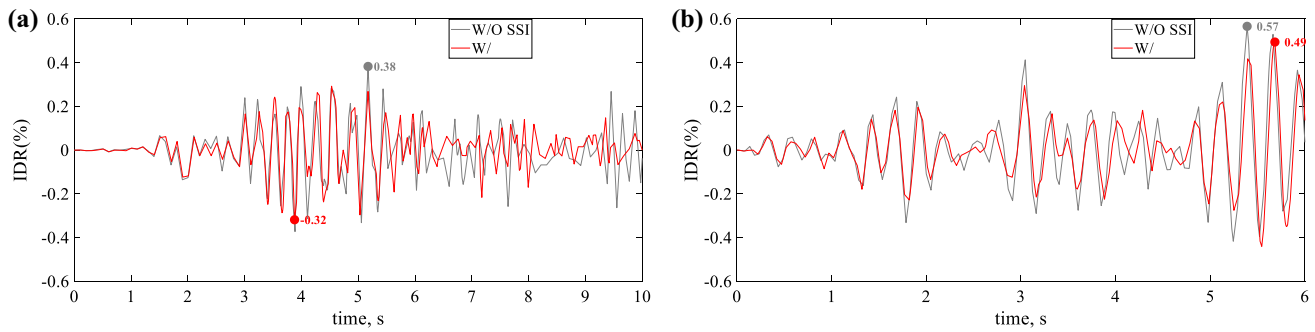 (a)
IDR(%)
0.6
0.4
0.2
0
-0.2
-0.4
-0.6
W/O SSI
W/
0.38
-0.32
0 1 2 3 4 5 6 7 8 9 10
time, s
(b)
IDR(%)
0.6
0.4
0.2
0
-0.2
-0.4
-0.6
W/O SSI
W/
0.57
0.49
0 1 2 3 4 5 6
time, s